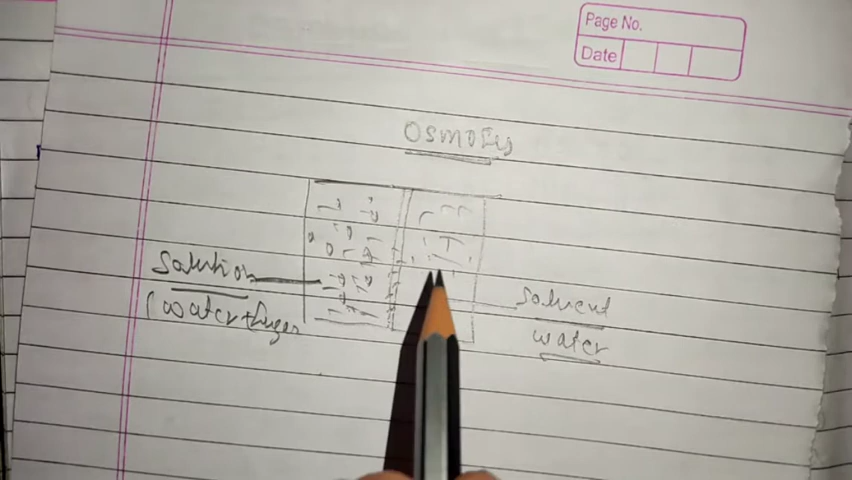 Page No.
Date
Osmosis
Solution
(water + Sugar
Solvent
water